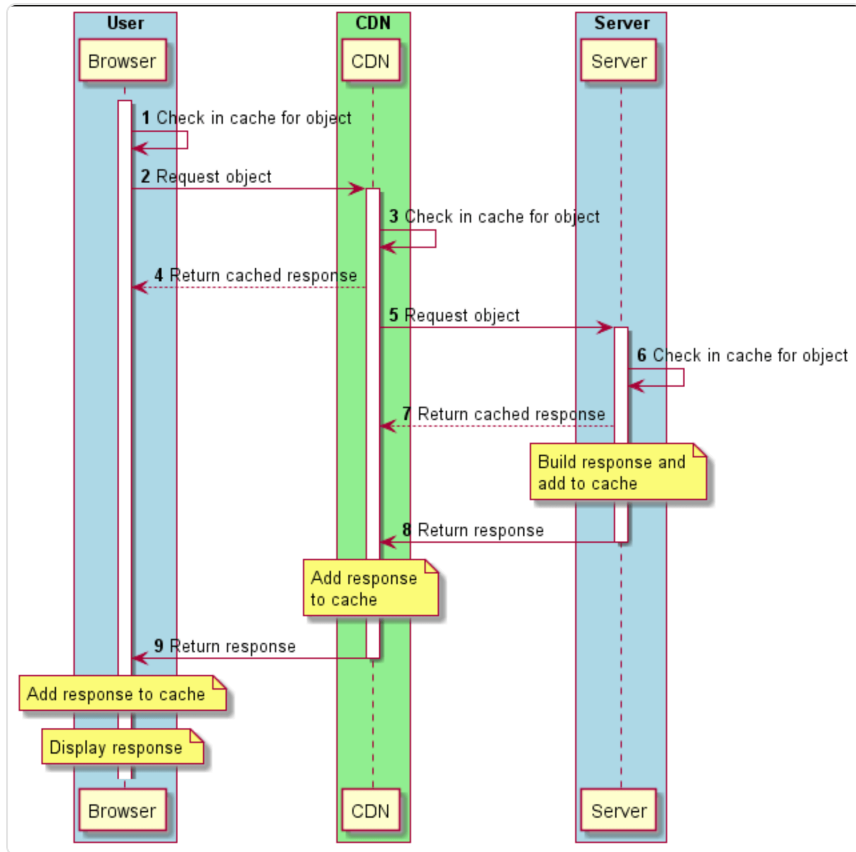 User
CDN
Server
Browser
CDN
Server
1 Check in cache for object
2 Request object
3 Check in cache for object
4 Return cached response
5 Request object
6 Check in cache for object
7 Return cached response
Build response and
add to cache
8 Return response
Add response
to cache
9 Return response
Add response to cache
Display response
Browser
CDN
Server